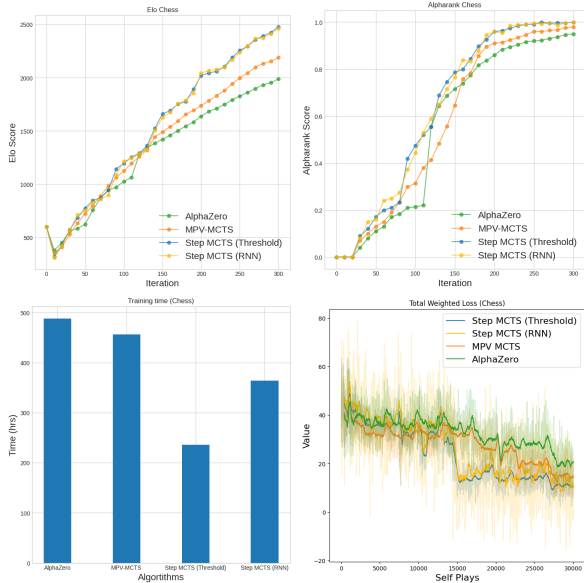 Elo Chess
Elo Score
2500
2000
1500
1000
500
0
50
100
150
200
250
300
Iteration
AlphaZero
MPV-MCTS
Step MCTS (Threshold)
Step MCTS (RNN)
Alpharank Chess
Alpharank Score
1.0
0.8
0.6
0.4
0.2
0.0
0
50
100
150
200
250
300
Iteration
AlphaZero
MPV-MCTS
Step MCTS (Threshold)
Step MCTS (RNN)
Training time (Chess)
Time (hrs)
500
400
300
200
100
0
AlphaZero
MPV-MCTS
Step MCTS (Threshold)
Step MCTS (RNN)
Algortithms
Total Weighted Loss (Chess)
Value
80
60
40
20
0
−20
0
5000
10000
15000
20000
25000
30000
Self Plays
Step MCTS (Threshold)
Step MCTS (RNN)
MPV MCTS
AlphaZero